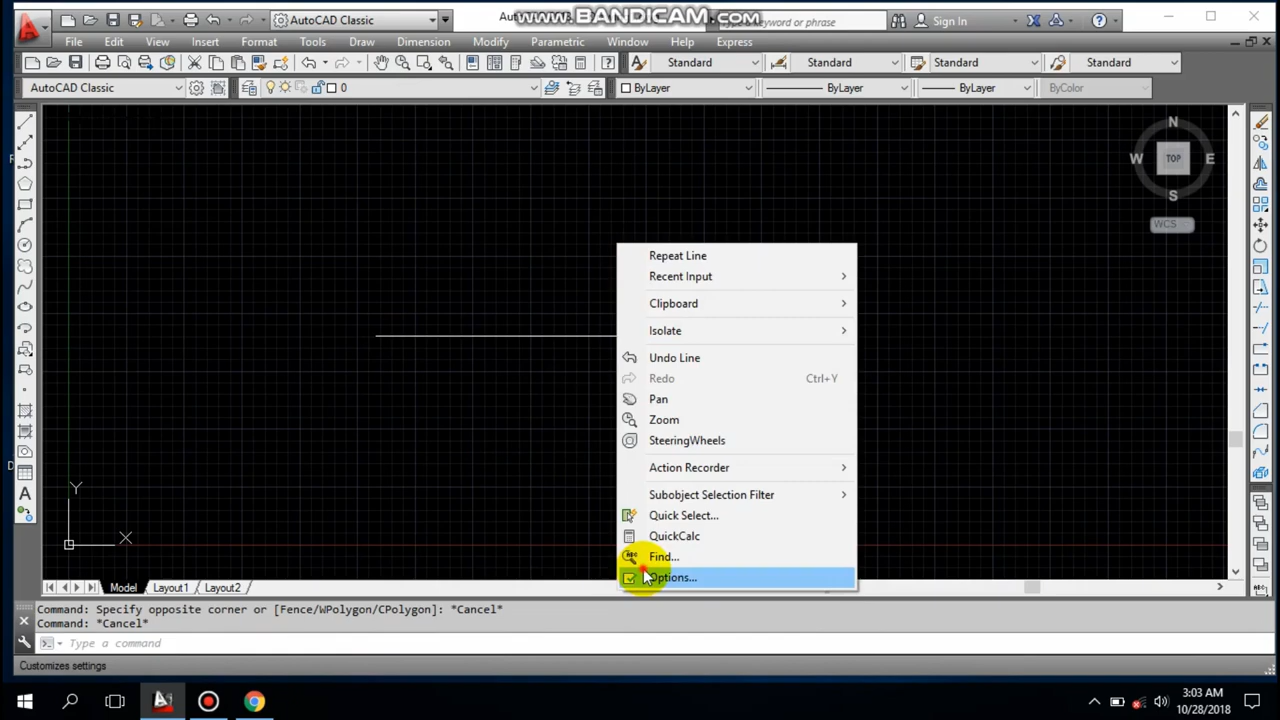 AutoCAD Classic
www.BANDICAM.com
keyword or phrase
Sign In
File Edit View Insert Format Tools Draw Dimension Modify Parametric Window Help Express
Standard Standard Standard Standard
AutoCAD Classic 0 ByLayer ByLayer ByLayer ByColor
N
W TOP E
S
WCS
Repeat Line
Recent Input
Clipboard
Isolate
Undo Line
Redo Ctrl+Y
Pan
Zoom
SteeringWheels
Action Recorder
Subobject Selection Filter
Quick Select...
QuickCalc
Find...
Options...
Y
X
Model Layout1 Layout2
Command: Specify opposite corner or [Fence/WPolygon/CPolygon]: *Cancel*
Command: *Cancel*
Type a command
Customizes settings
3:03 AM
10/28/2018